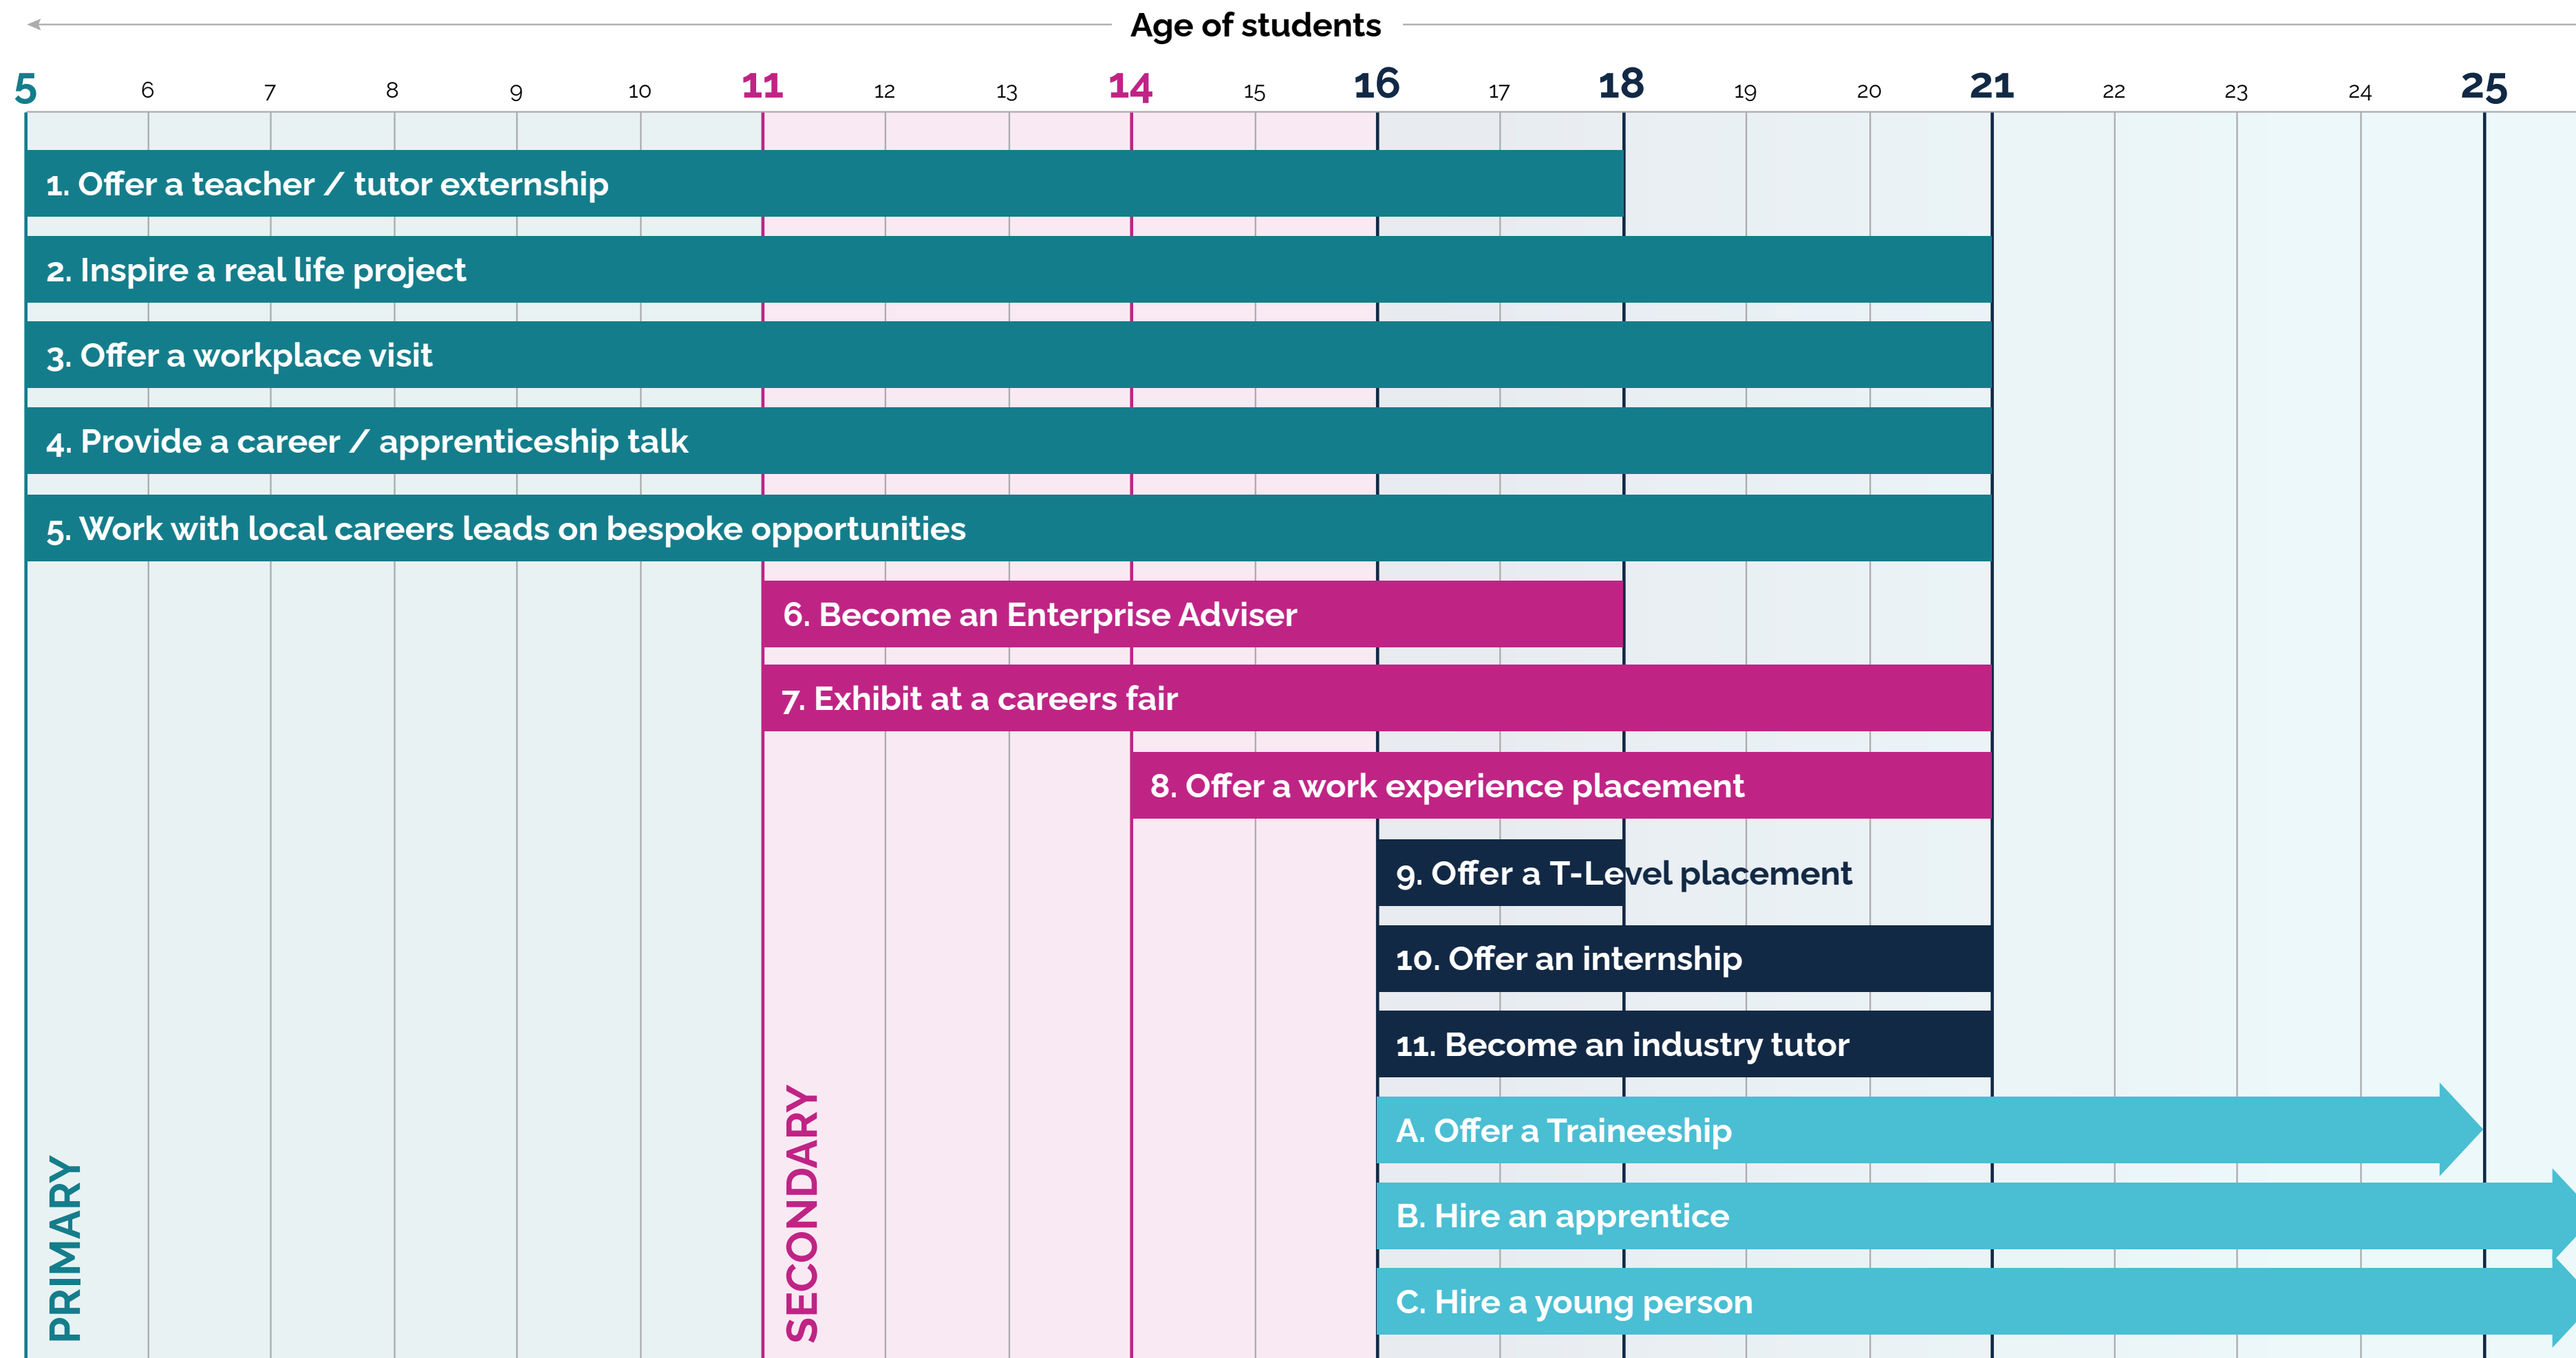 Age of students
5 6 7 8 9 10 11 12 13 14 15 16 17 18 19 20 21 22 23 24 25
1. Offer a teacher / tutor externship
2. Inspire a real life project
3. Offer a workplace visit
4. Provide a career / apprenticeship talk
5. Work with local careers leads on bespoke opportunities
6. Become an Enterprise Adviser
7. Exhibit at a careers fair
8. Offer a work experience placement
9. Offer a T-Level placement
10. Offer an internship
11. Become an industry tutor
A. Offer a Traineeship
B. Hire an apprentice
C. Hire a young person
PRIMARY
SECONDARY